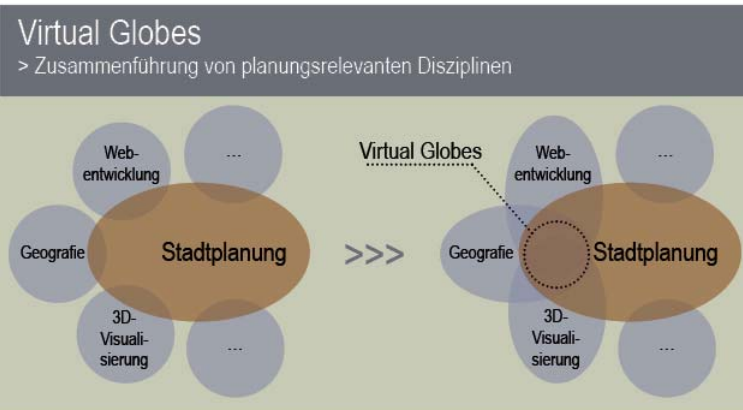 Virtual Globes
> Zusammenführung von planungsrelevanten Disziplinen
Web-
entwicklung
...
Geografie
Stadtplanung
3D-
Visuali-
sierung
...
>>>
Virtual Globes
Web-
entwicklung
...
Geografie
Stadtplanung
3D-
Visuali-
sierung
...